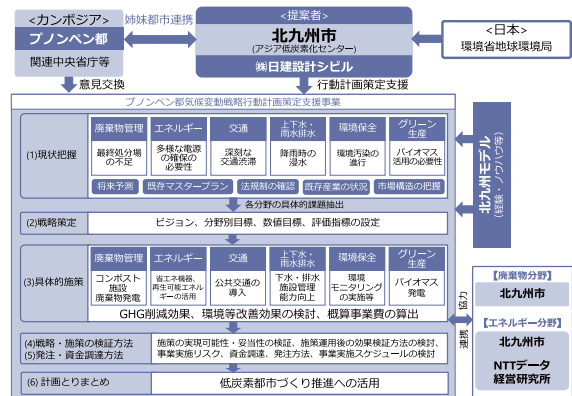 <カンボジア>
プノンペン都
関連中央省庁等
姉妹都市連携
<提案者>
北九州市
(アジア低炭素化センター)
㈱日建設計シビル
<日本>
環境省地球環境局
意見交換
行動計画策定支援
プノンペン都気候変動戦略行動計画策定支援事業
(1)現状把握
廃棄物管理
最終処分場
の不足
エネルギー
多様な電源
の確保の
必要性
交通
深刻な
交通渋滞
上下水・
雨水排水
降雨時の
浸水
環境保全
環境汚染の
進行
グリーン
生産
バイオマス
活用の必要性
将来予測
既存マスタープラン
法規制の確認
既存産業の状況
市場構造の把握
各分野の具体的課題抽出
(2)戦略策定
ビジョン、分野別目標、数値目標、評価指標の設定
(3)具体的施策
廃棄物管理
コンポスト
施設
廃棄物発電
エネルギー
省エネ機器、
再生可能エネル
ギーの活用
交通
公共交通の
導入
上下水・
雨水排水
下水・排水
施設管理
能力向上
環境保全
環境
モニタリング
の実施等
グリーン
生産
バイオマス
発電
GHG削減効果、環境等改善効果の検討、概算事業費の算出
(4)戦略・施策の検証方法
(5)発注・資金調達方法
施策の実現可能性・妥当性の検証、施策運用後の効果検証方法の検討、
事業実施リスク、資金調達、発注方法、事業実施スケジュールの検討、
(6) 計画とりまとめ
低炭素都市づくり推進への活用
北九州モデル
(経験・ノウハウ等)
協力
連携
【廃棄物分野】
北九州市
【エネルギー分野】
北九州市
NTTデータ
経営研究所